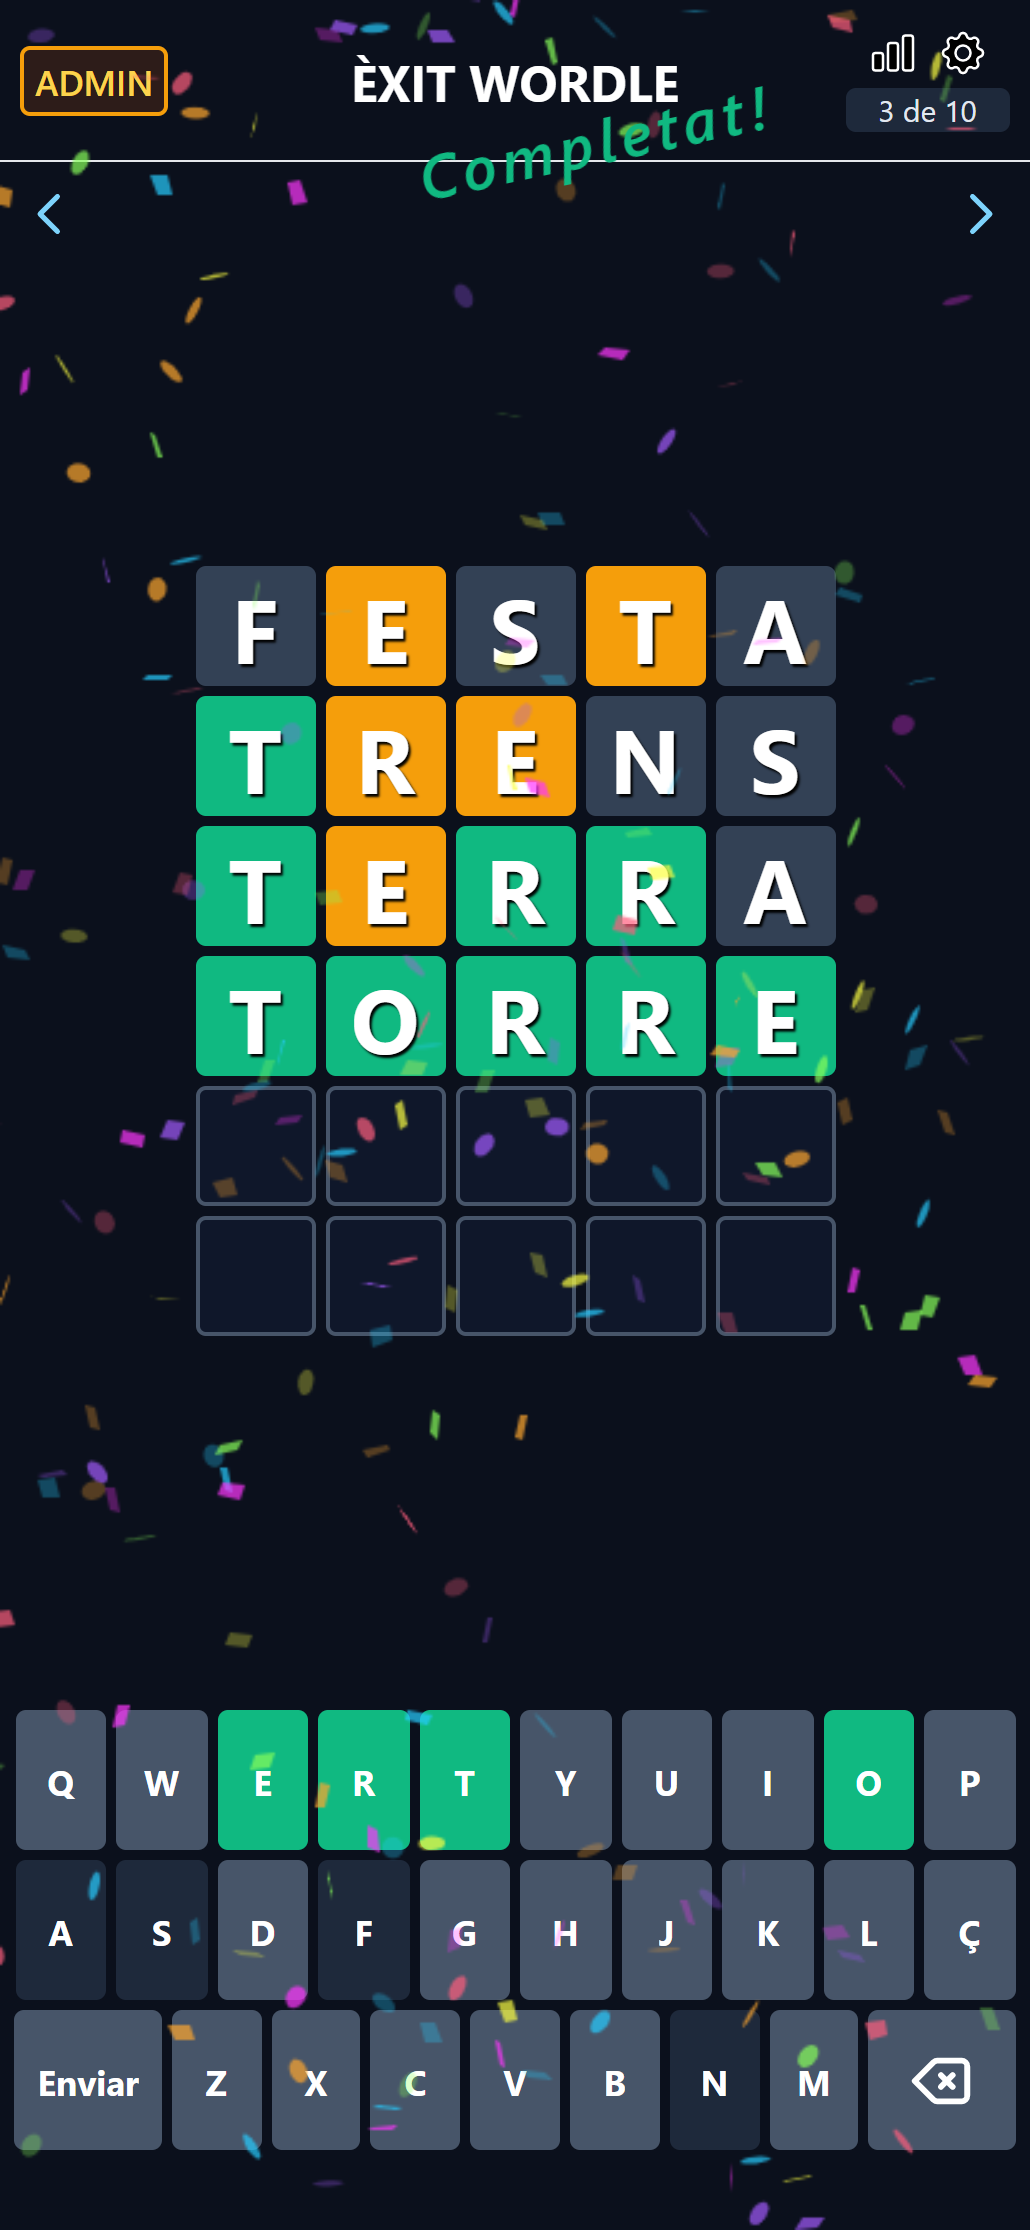 ADMIN
ÈXIT WORDLE
3 de 10
Completat!
F E S T A
T R E N S
T E R R A
T O R R E
Q W E R T Y U I O P
A S D F G H J K L Ç
Enviar Z X C V B N M